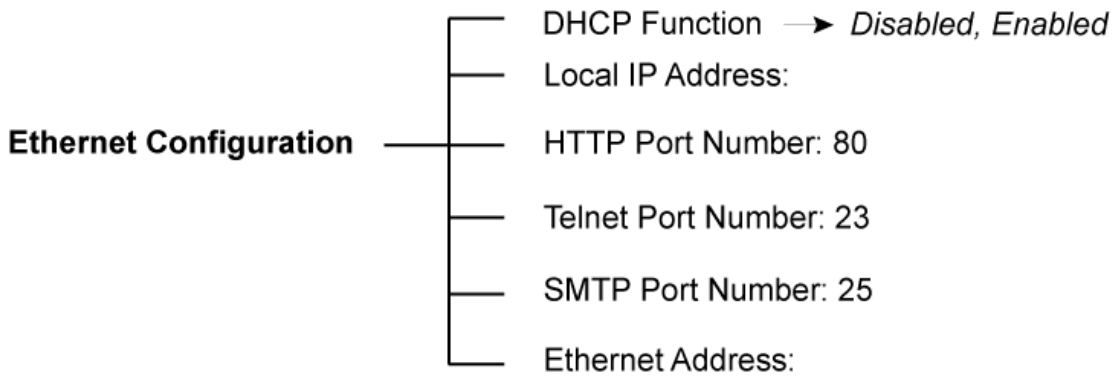 DHCP Function Disabled, Enabled
Local IP Address:
Ethernet Configuration
HTTP Port Number: 80
Telnet Port Number: 23
SMTP Port Number: 25
Ethernet Address: